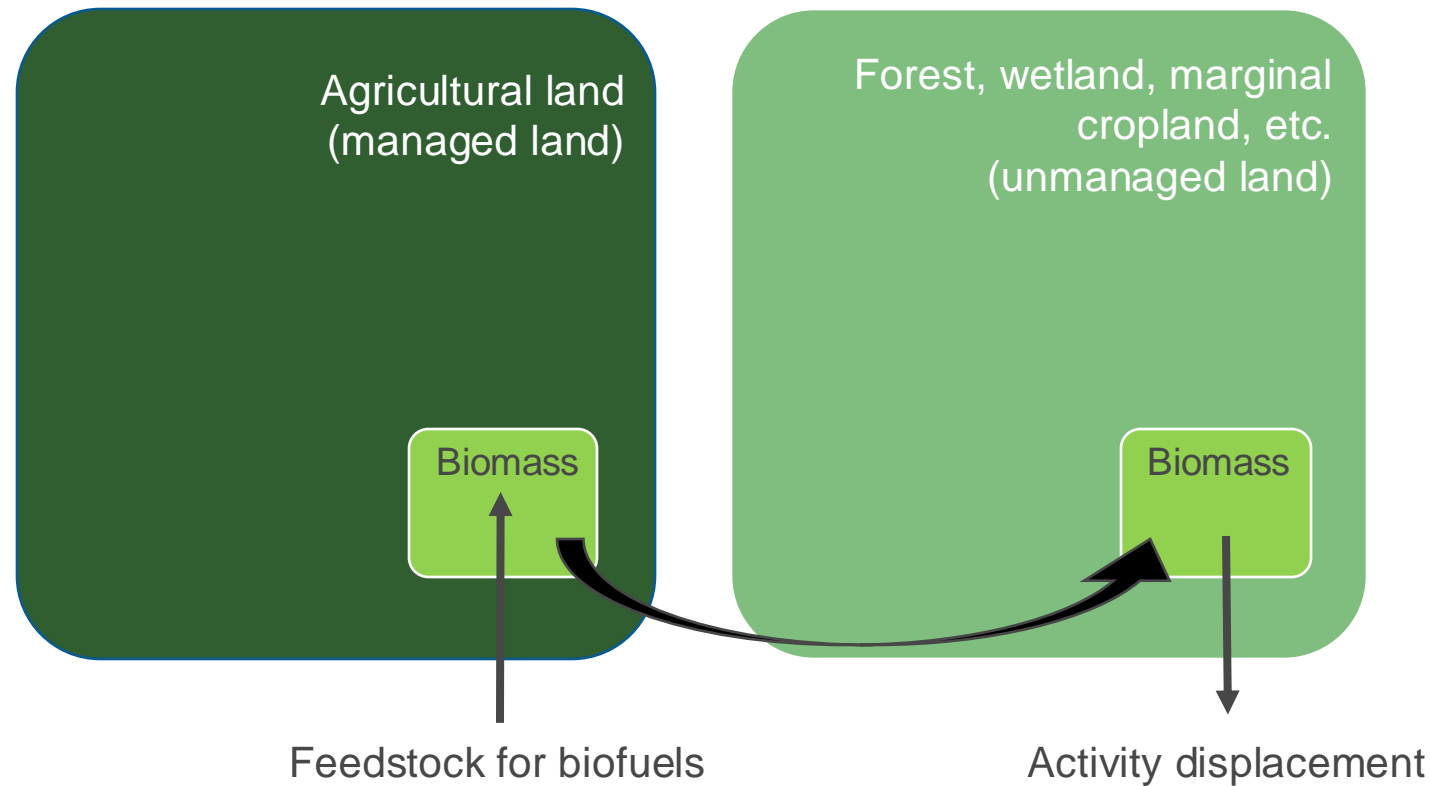 Agricultural land
(managed land)
Forest, wetland, marginal
cropland, etc.
(unmanaged land)
Biomass
Biomass
Feedstock for biofuels
Activity displacement